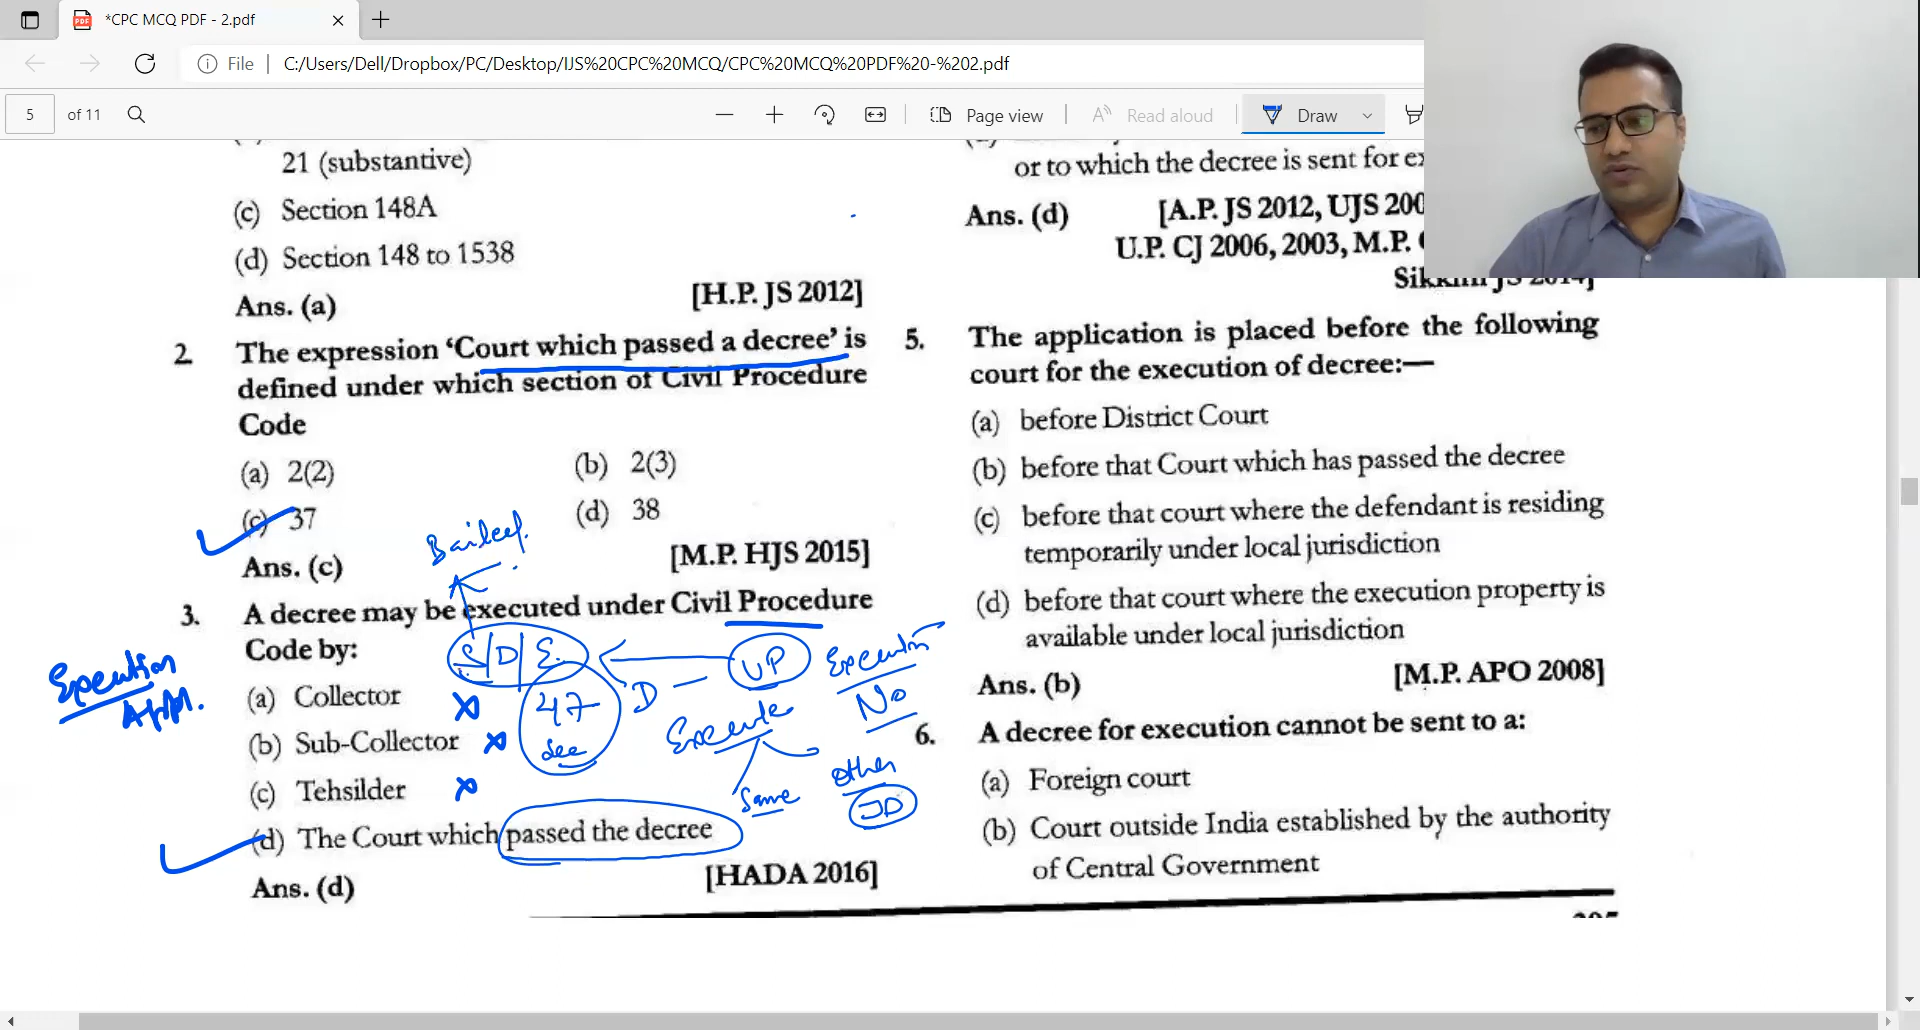 *CPC MCQ PDF - 2.pdf
File
C:/Users/Dell/Dropbox/PC/Desktop/IJS%20CPC%20MCQ/CPC%20MCQ%20PDF%20-%202.pdf
5 of 11
Page view
Read aloud
Draw
21 (substantive)
(c) Section 148A
(d) Section 148 to 1538
Ans. (a) [H.P. JS 2012]
2. The expression ‘Court which passed a decree’ is
defined under which section of Civil Procedure
Code
(a) 2(2) (b) 2(3)
(c) 37 (d) 38
Ans. (c) [M.P. HJS 2015]
3. A decree may be executed under Civil Procedure
Code by:
(a) Collector
(b) Sub-Collector
(c) Tehsilder
(d) The Court which passed the decree
Ans. (d) [HADA 2016]
Execution
S|D|E.
47
D — UP
Execution
No
Execute
Same
Other
JD
or to which the decree is sent for
Ans. (d) [A.P. JS 2012, UJS
U.P. CJ 2006, 2003, M.P.
5. The application is placed before the following
court for the execution of decree:—
(a) before District Court
(b) before that Court which has passed the decree
(c) before that court where the defendant is residing
temporarily under local jurisdiction
(d) before that court where the execution property is
available under local jurisdiction
Ans. (b) [M.P. APO 2008]
6. A decree for execution cannot be sent to a:
(a) Foreign court
(b) Court outside India established by the authority
of Central Government